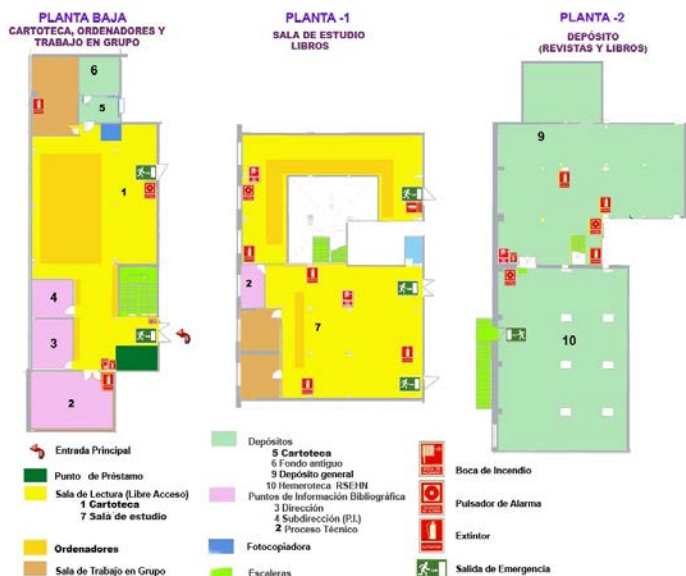 PLANTA BAJA
CARTOTECA, ORDENADORES Y
TRABAJO EN GRUPO
PLANTA -1
SALA DE ESTUDIO
LIBROS
PLANTA -2
DEPÓSITO
(REVISTAS Y LIBROS)
6
5
1
4
3
2
2
7
9
10
Entrada Principal
Punto de Préstamo
Sala de Lectura (Libre Acceso)
1 Cartoteca
7 Sala de estudio
Ordenadores
Sala de Trabajo en Grupo
Depósitos
5 Cartoteca
6 Fondo antiguo
9 Depósito general
10 Hemeroteca RSEHN
Puntos de Información Bibliográfica
3 Dirección
4 Subdirección (P.I.)
2 Proceso Técnico
Fotocopiadora
Escaleras
Boca de Incendio
Pulsador de Alarma
Extintor
Salida de Emergencia